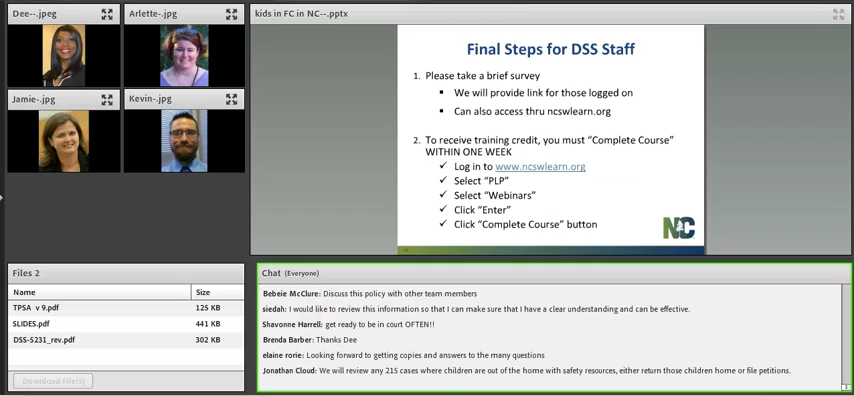 Dee--.jpeg
Arlette-.jpg
Jamie-.jpg
Kevin-.jpg
kids in FC in NC--.pptx
Final Steps for DSS Staff
1. Please take a brief survey
▪ We will provide link for those logged on
▪ Can also access thru ncswlearn.org
2. To receive training credit, you must “Complete Course”
WITHIN ONE WEEK
✓ Log in to www.ncswlearn.org
✓ Select “PLP”
✓ Select “Webinars”
✓ Click “Enter”
✓ Click “Complete Course” button
NC
Files 2
Name Size
TPSA v 9.pdf 125 KB
SLIDES.pdf 441 KB
DSS-5231_rev.pdf 302 KB
Download File(s)
Chat (Everyone)
Bebeie McClure: Discuss this policy with other team members
siedah: I would like to review this information so that I can make sure that I have a clear understanding and can be effective.
Shavonne Harrell: get ready to be in court OFTEN!!
Brenda Barber: Thanks Dee
elaine rorie: Looking forward to getting copies and answers to the many questions
Jonathan Cloud: We will review any 215 cases where children are out of the home with safety resources, either return those children home or file petitions.